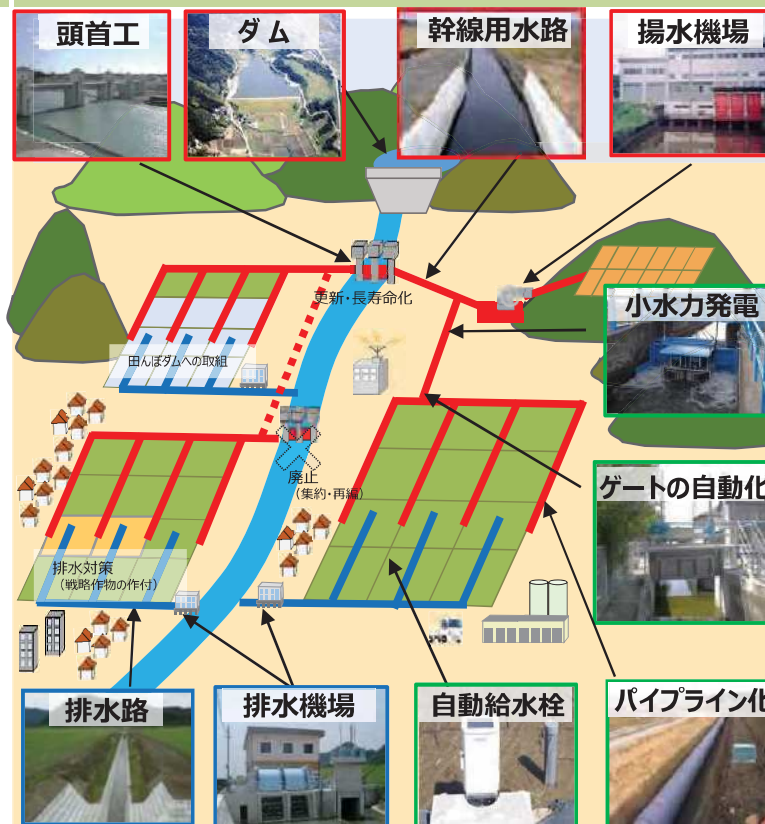 頭首工
ダム
幹線用水路
揚水機場
更新・長寿命化
小水力発電
田んぼダムへの取組
廃止
（集約・再編）
ゲートの自動化
排水対策
（戦略作物の作付）
排水路
排水機場
自動給水栓
パイプライン化